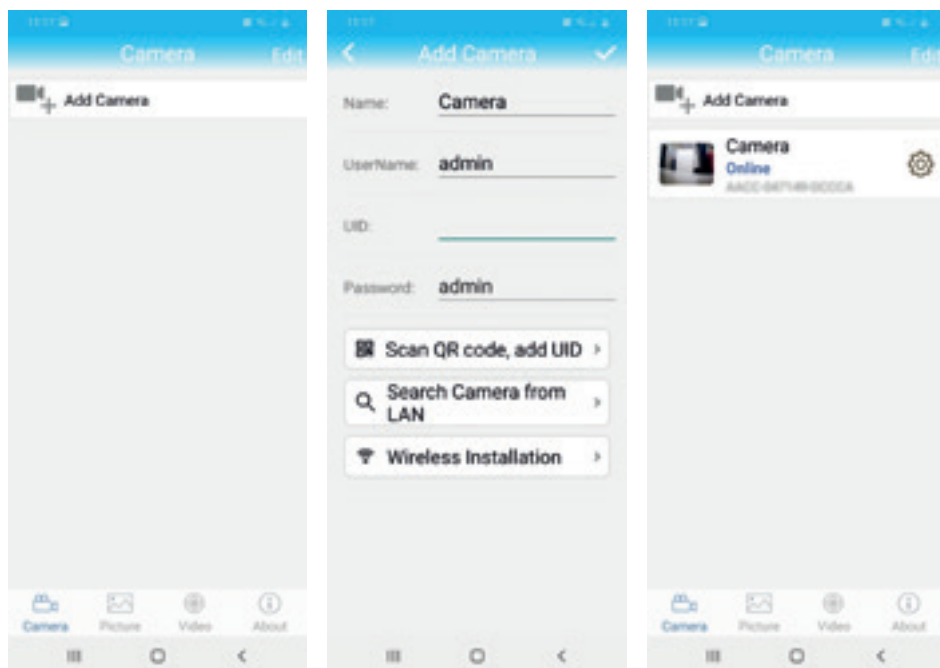 Camera
Edit
Add Camera
Camera
Picture
Video
About
Add Camera
Name:
Camera
UserName:
admin
UID:
Password:
admin
Scan QR code, add UID
Search Camera from
LAN
Wireless Installation
Camera
Edit
Add Camera
Camera
Online
Camera
Picture
Video
About